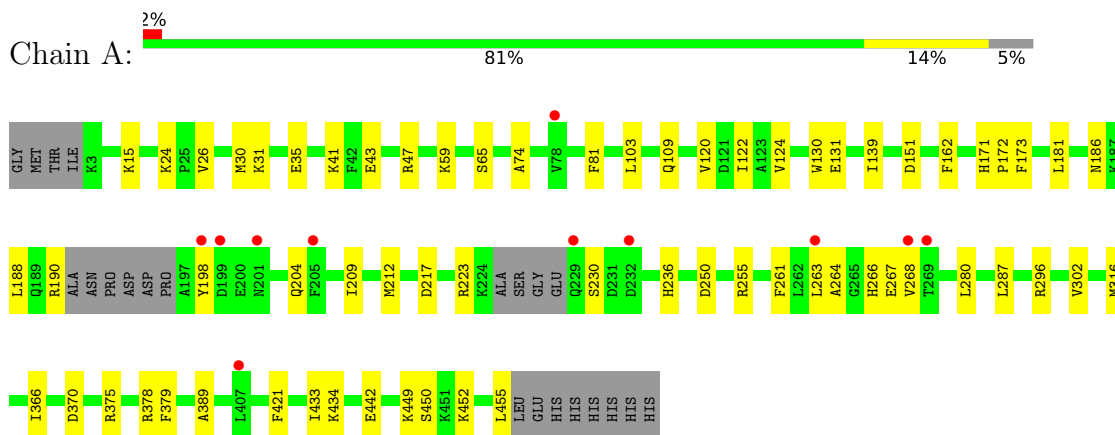 2%
Chain A:
81% 14% 5%
GLY MET THR ILE K3 K15 K24 P25 V26 M30 K31 E35 K41 F42 E43 R47 K59 S65 A74 V78 F81 L103 Q109 V120 D121 I122 A123 V124 W130 E131 I139 D151 F162 H171 P172 F173 L181 N186 K187
L188 Q189 R190 ALA ASN PRO ASP ASP PRO A197 Y198 D199 E200 N201 Q204 F205 I209 M212 D217 R223 K224 ALA SER GLY GLU Q229 S230 D231 D232 H236 D250 R255 F261 L262 L263 A264 G265 H266 E267 V268 T269 L280 L287 R296 V302 M316
I366 D370 R375 R378 F379 A389 L407 F421 I433 K434 E442 K449 S450 K451 K452 L455 LEU GLU HIS HIS HIS HIS HIS HIS